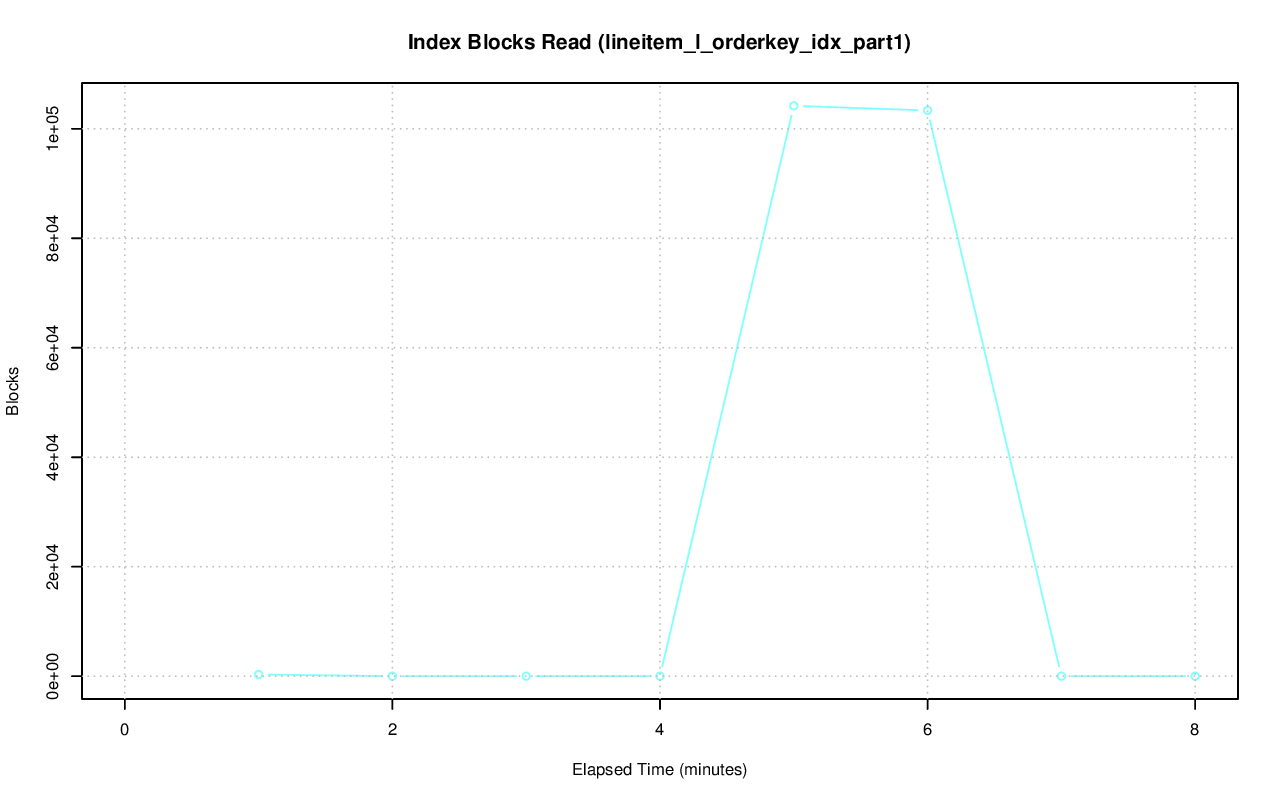 Index Blocks Read (lineitem_l_orderkey_idx_part1)
Blocks
1e+05
8e+04
6e+04
4e+04
2e+04
0e+00
0 2 4 6 8
Elapsed Time (minutes)